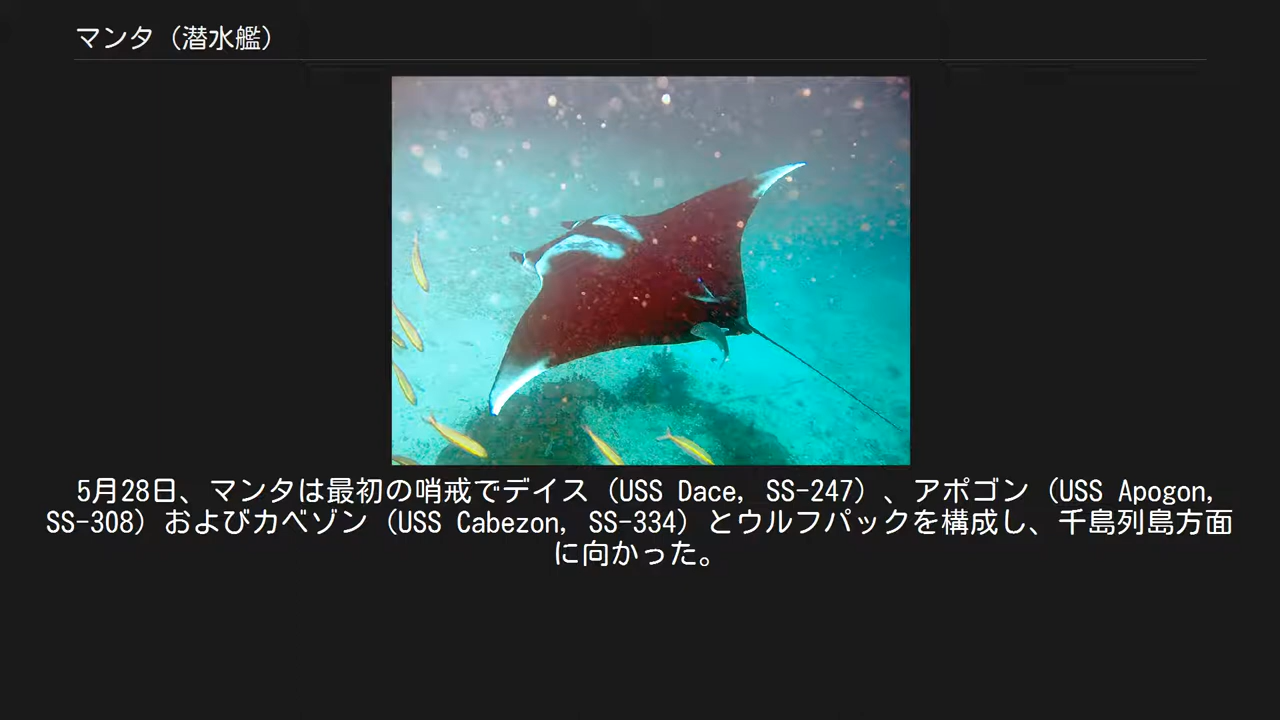 マンタ（潜水艦）
5月28日、マンタは最初の哨戒でデイス（USS Dace, SS-247）、アポゴン（USS Apogon,
SS-308）およびカベゾン（USS Cabezon, SS-334）とウルフパックを構成し、千島列島方面
に向かった。